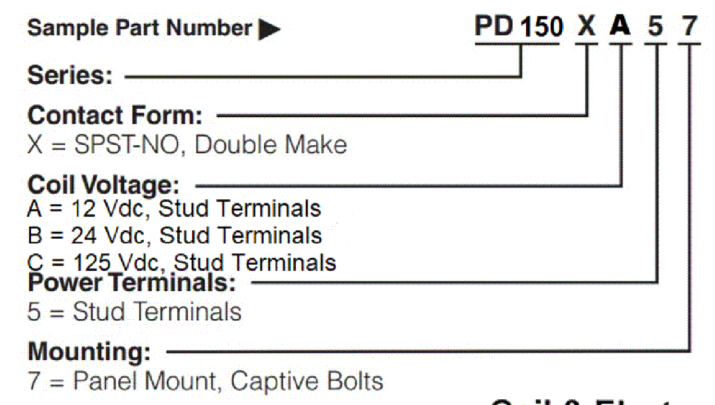 Sample Part Number ▶ PD 150 X A 5 7
Series:
Contact Form:
X = SPST-NO, Double Make
Coil Voltage:
A = 12 Vdc, Stud Terminals
B = 24 Vdc, Stud Terminals
C = 125 Vdc, Stud Terminals
Power Terminals:
5 = Stud Terminals
Mounting:
7 = Panel Mount, Captive Bolts